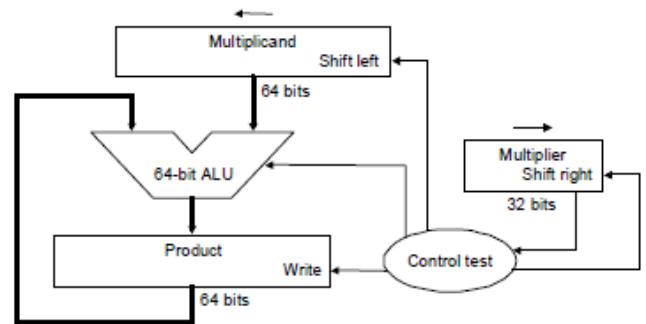 Multiplicand
Shift left
64 bits
64-bit ALU
Multiplier
Shift right
32 bits
Product
Write
Control test
64 bits